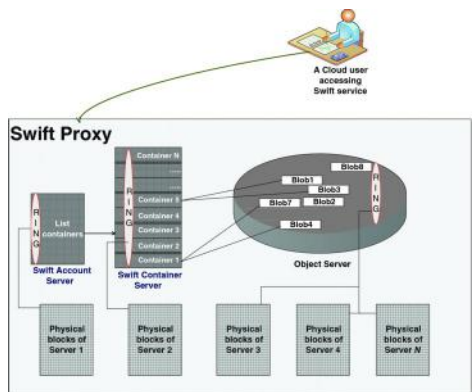 A Cloud user
accessing
Swift service
Swift Proxy
Container N
......
......
Container 5
Container 4
Container 3
Container 2
Container 1
RING
List
containers
RING
Swift Account
Server
Swift Container
Server
Blob8
Blob1
Blob3
Blob7
Blob2
Blob4
RING
Object Server
Physical
blocks of
Server 1
Physical
blocks of
Server 2
Physical
blocks of
Server 3
Physical
blocks of
Server 4
Physical
blocks of
Server N